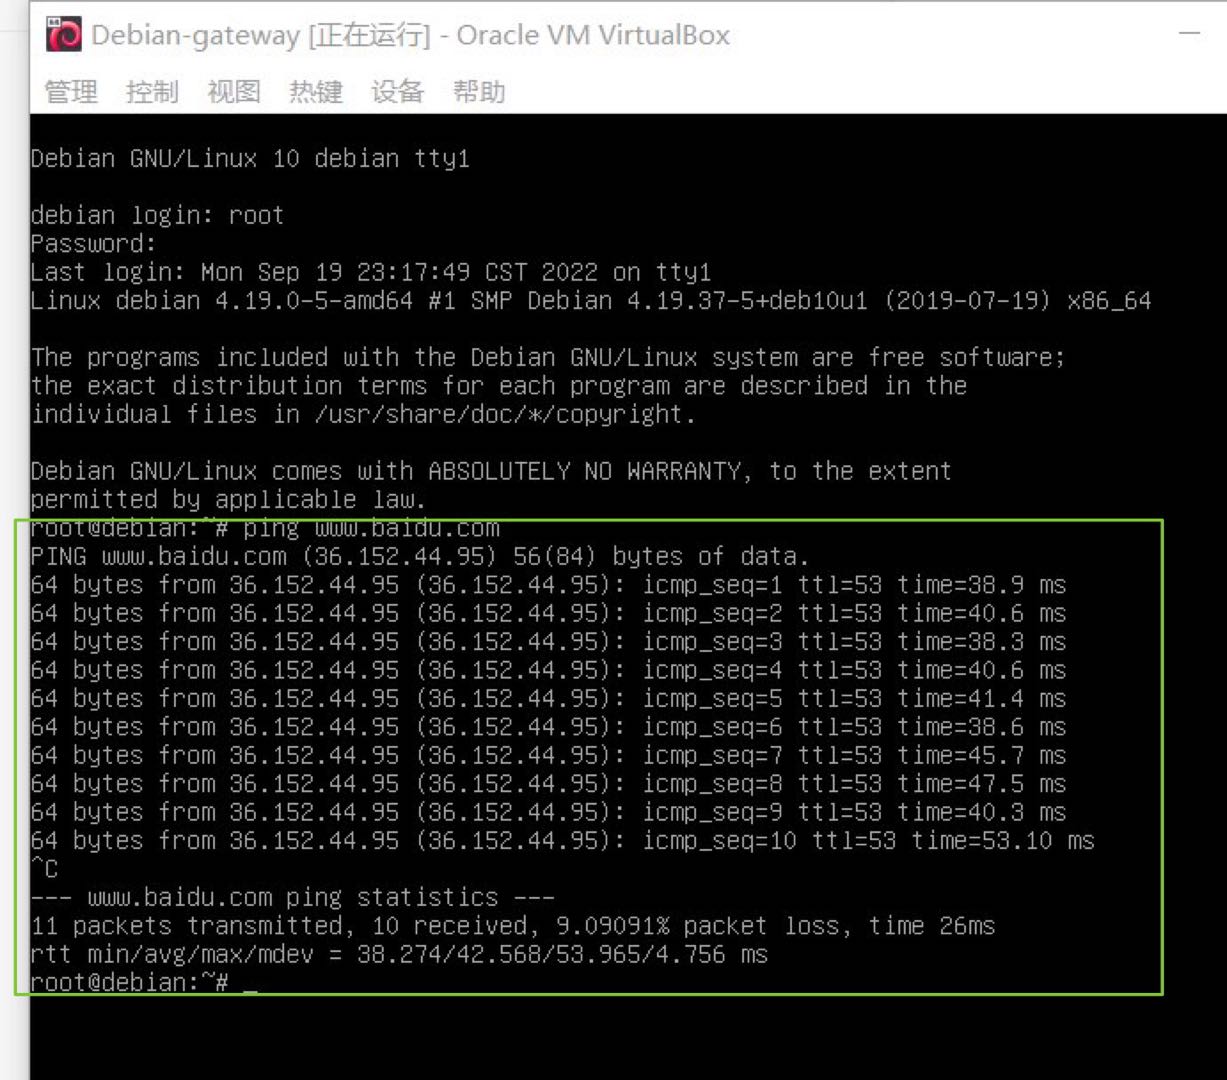 Debian-gateway [正在运行] - Oracle VM VirtualBox
管理 控制 视图 热键 设备 帮助
Debian GNU/Linux 10 debian tty1
debian login: root
Password:
Last login: Mon Sep 19 23:17:49 CST 2022 on tty1
Linux debian 4.19.0-5-amd64 #1 SMP Debian 4.19.37-5+deb10u1 (2019-07-19) x86_64
The programs included with the Debian GNU/Linux system are free software;
the exact distribution terms for each program are described in the
individual files in /usr/share/doc/*/copyright.
Debian GNU/Linux comes with ABSOLUTELY NO WARRANTY, to the extent
permitted by applicable law.
root@debian:~# ping www.baidu.com
PING www.baidu.com (36.152.44.95) 56(84) bytes of data.
64 bytes from 36.152.44.95 (36.152.44.95): icmp_seq=1 ttl=53 time=38.9 ms
64 bytes from 36.152.44.95 (36.152.44.95): icmp_seq=2 ttl=53 time=40.6 ms
64 bytes from 36.152.44.95 (36.152.44.95): icmp_seq=3 ttl=53 time=38.3 ms
64 bytes from 36.152.44.95 (36.152.44.95): icmp_seq=4 ttl=53 time=40.6 ms
64 bytes from 36.152.44.95 (36.152.44.95): icmp_seq=5 ttl=53 time=41.4 ms
64 bytes from 36.152.44.95 (36.152.44.95): icmp_seq=6 ttl=53 time=38.6 ms
64 bytes from 36.152.44.95 (36.152.44.95): icmp_seq=7 ttl=53 time=45.7 ms
64 bytes from 36.152.44.95 (36.152.44.95): icmp_seq=8 ttl=53 time=47.5 ms
64 bytes from 36.152.44.95 (36.152.44.95): icmp_seq=9 ttl=53 time=40.3 ms
64 bytes from 36.152.44.95 (36.152.44.95): icmp_seq=10 ttl=53 time=53.10 ms
^C
--- www.baidu.com ping statistics ---
11 packets transmitted, 10 received, 9.09091% packet loss, time 26ms
rtt min/avg/max/mdev = 38.274/42.568/53.965/4.756 ms
root@debian:~# _